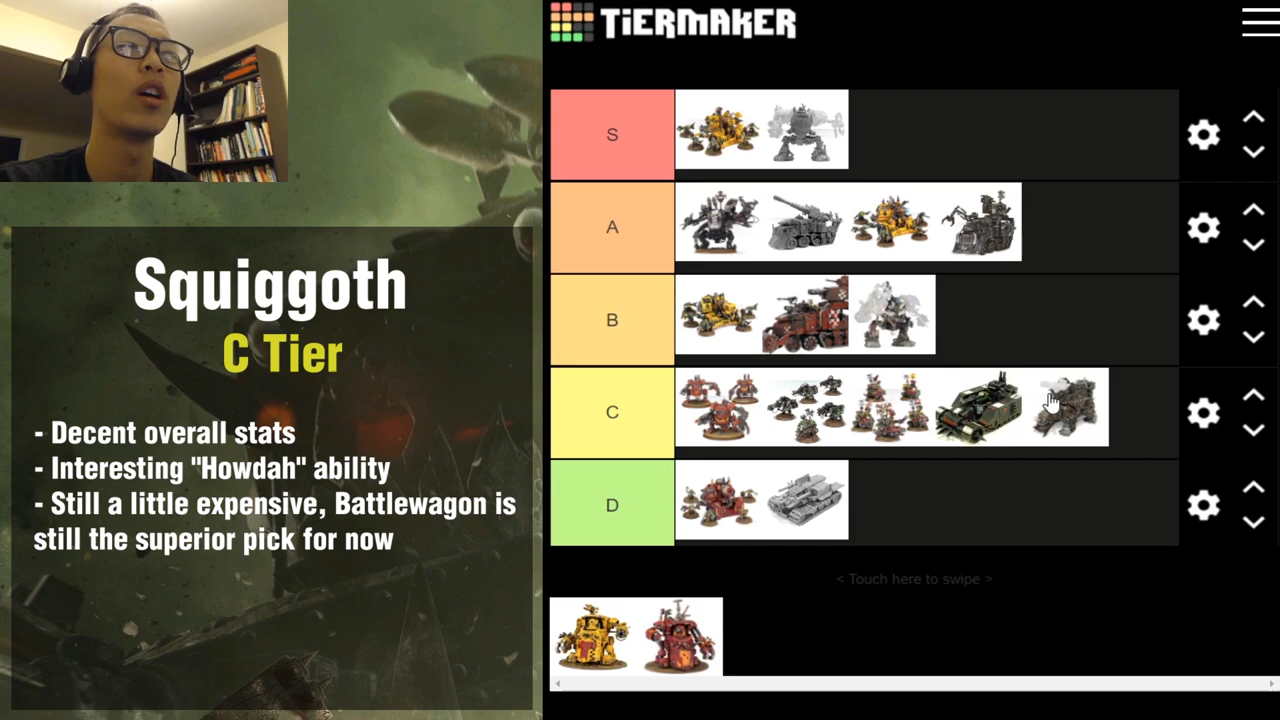 TiERMAKER
Squiggoth
C Tier
- Decent overall stats
- Interesting "Howdah" ability
- Still a little expensive, Battlewagon is
still the superior pick for now
S
A
B
C
D
< Touch here to swipe >